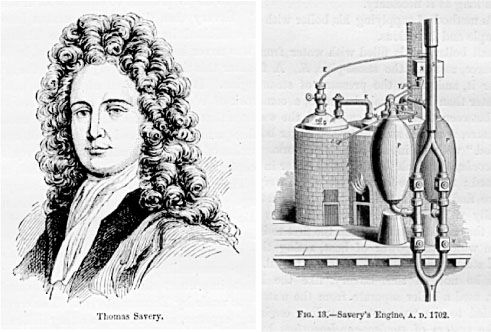 Thomas Savery.
FIG. 13.—Savery's Engine, A. D. 1702.